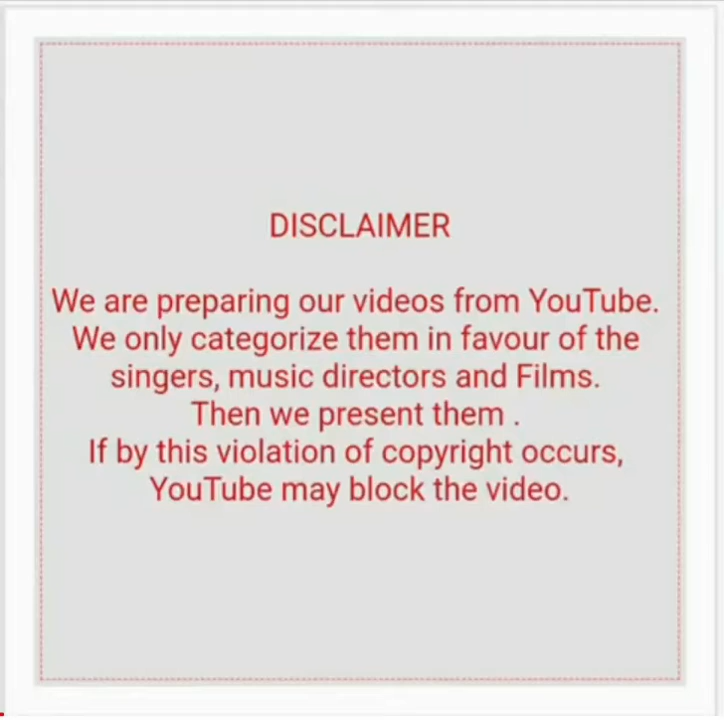 DISCLAIMER
We are preparing our videos from YouTube.
We only categorize them in favour of the
singers, music directors and Films.
Then we present them .
If by this violation of copyright occurs,
YouTube may block the video.